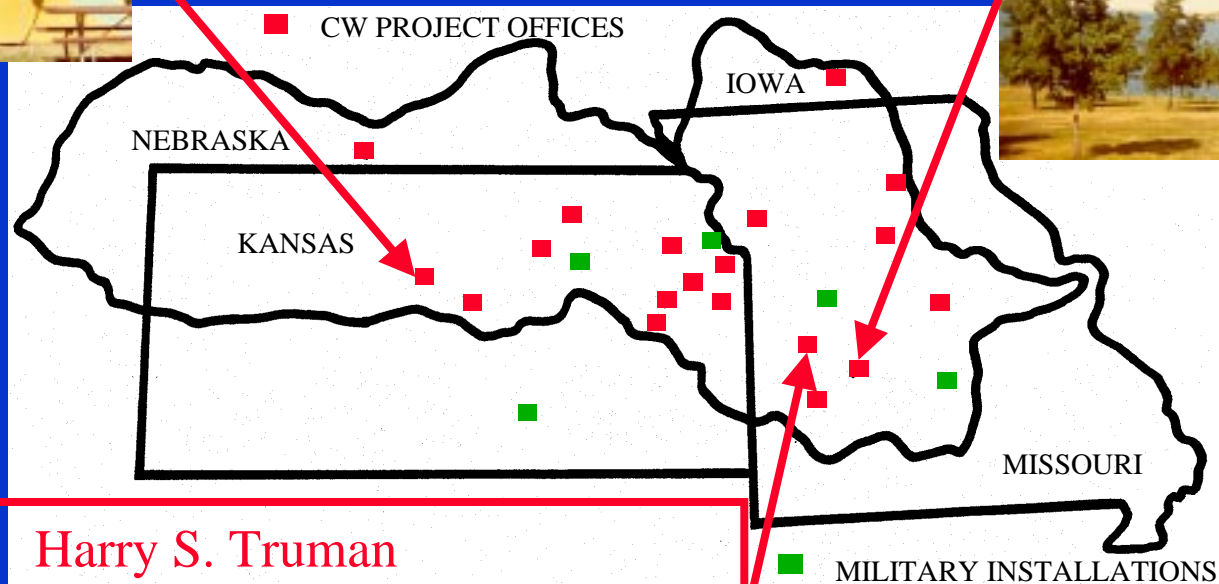 CW PROJECT OFFICES
IOWA
NEBRASKA
KANSAS
MISSOURI
Harry S. Truman
MILITARY INSTALLATIONS